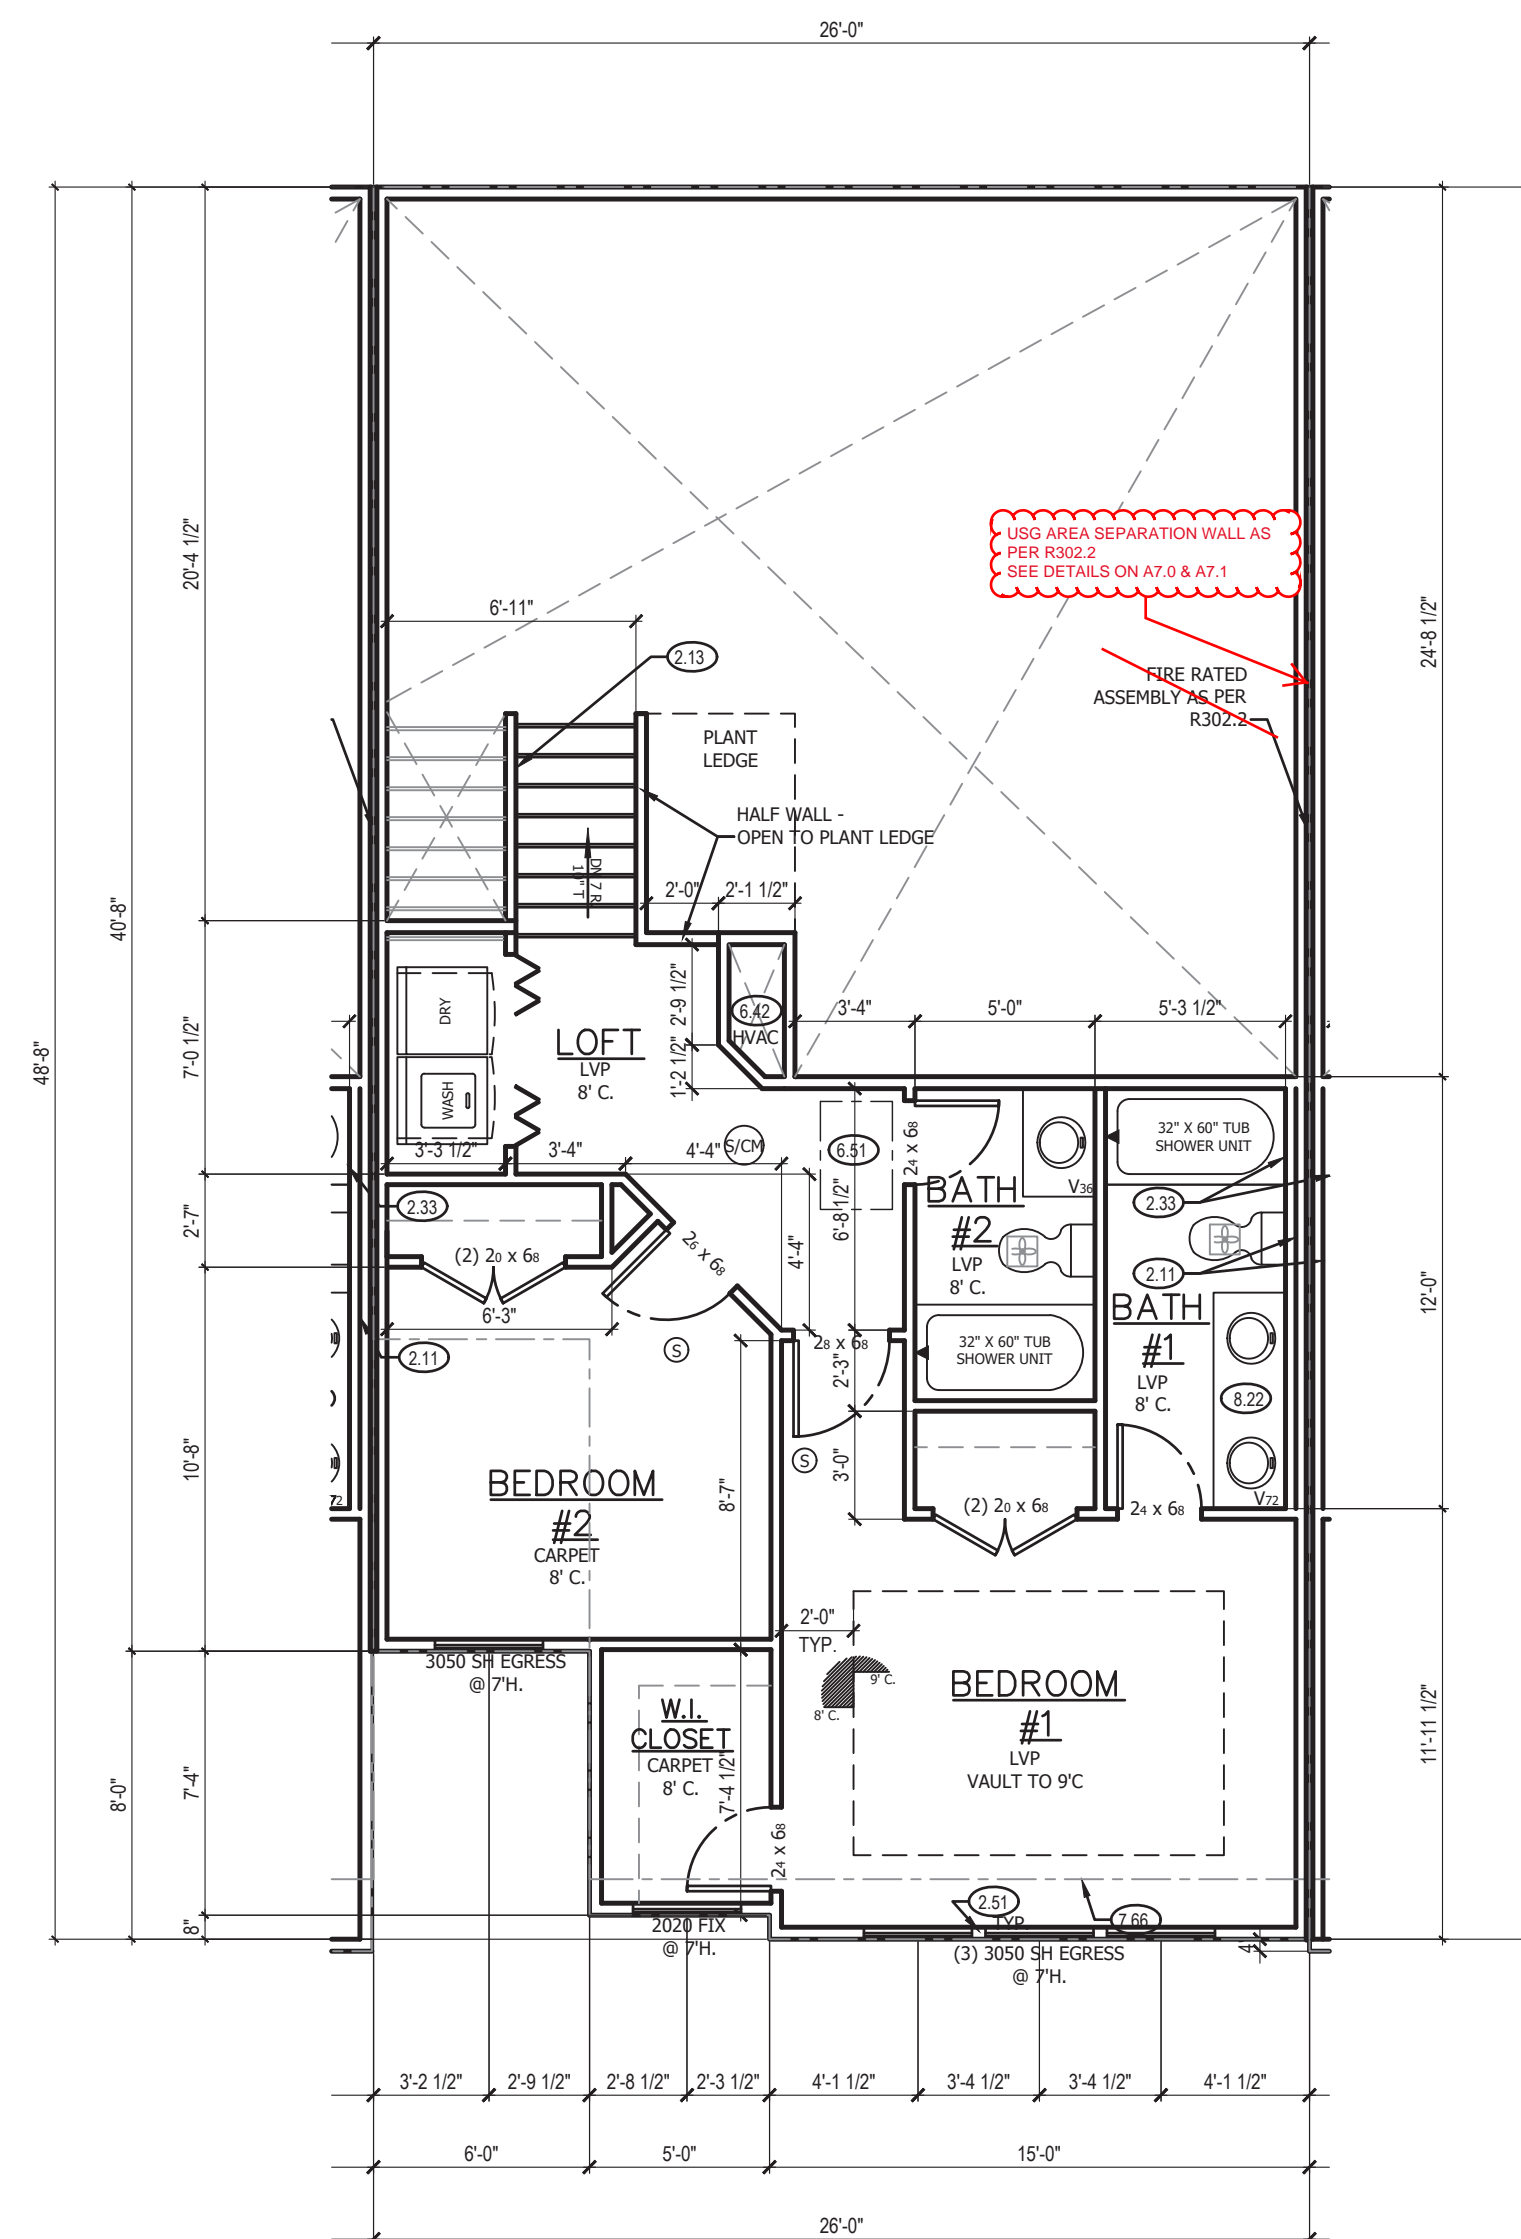 26'-0"
USG AREA SEPARATION WALL AS
PER R302.2
SEE DETAILS ON A7.0 & A7.1
FIRE RATED
ASSEMBLY AS PER
R302.2
48'-8"
40'-8"
8'-0"
20'-4 1/2"
7'-0 1/2"
2'-7"
10'-8"
7'-4"
8"
24'-8 1/2"
12'-0"
11'-11 1/2"
6'-11"
2.13
PLANT
LEDGE
HALF WALL -
OPEN TO PLANT LEDGE
DN 7 R
10" T
2'-0"
2'-1 1/2"
2'-9 1/2"
1'-2 1/2"
6.42
HVAC
3'-4"
5'-0"
5'-3 1/2"
DRY
WASH
LOFT
LVP
8' C.
3'-3 1/2"
3'-4"
4'-4"
S/CM
6.51
24 x 68
6'-8 1/2"
4'-4"
BATH
#2
LVP
8' C.
V36
32" X 60" TUB
SHOWER UNIT
32" X 60" TUB
SHOWER UNIT
2.33
2.11
BATH
#1
LVP
8' C.
8.22
V72
24 x 68
2.33
(2) 20 x 68
26 x 68
6'-3"
2.11
S
28 x 68
2'-3"
3'-0"
S
(2) 20 x 68
72
BEDROOM
#2
CARPET
8' C.
8'-7"
3050 SH EGRESS
@ 7'H.
2'-0"
TYP.
9' C.
8' C.
BEDROOM
#1
LVP
VAULT TO 9'C
W.I.
CLOSET
CARPET
8' C.
7'-4 1/2"
24 x 68
2020 FIX
@ 7'H.
2.51
TYP.
7.66
(3) 3050 SH EGRESS
@ 7'H.
4"
3'-2 1/2"
2'-9 1/2"
2'-8 1/2"
2'-3 1/2"
4'-1 1/2"
3'-4 1/2"
3'-4 1/2"
4'-1 1/2"
6'-0"
5'-0"
15'-0"
26'-0"